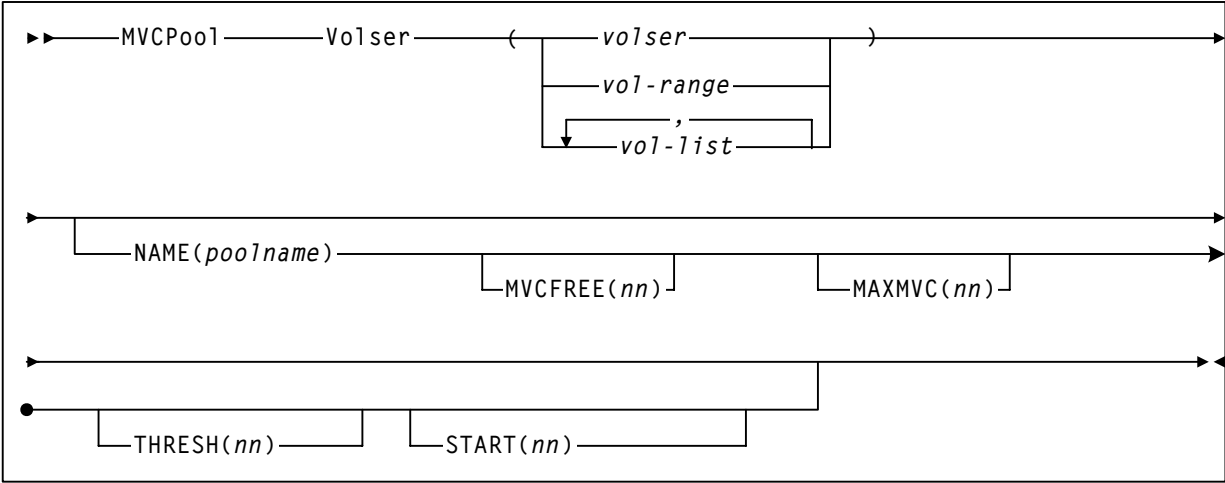 MVCPool Volser ( volser )
vol-range
,
vol-list
NAME(poolname)
MVCFREE(nn) MAXMVC(nn)
THRESH(nn) START(nn)